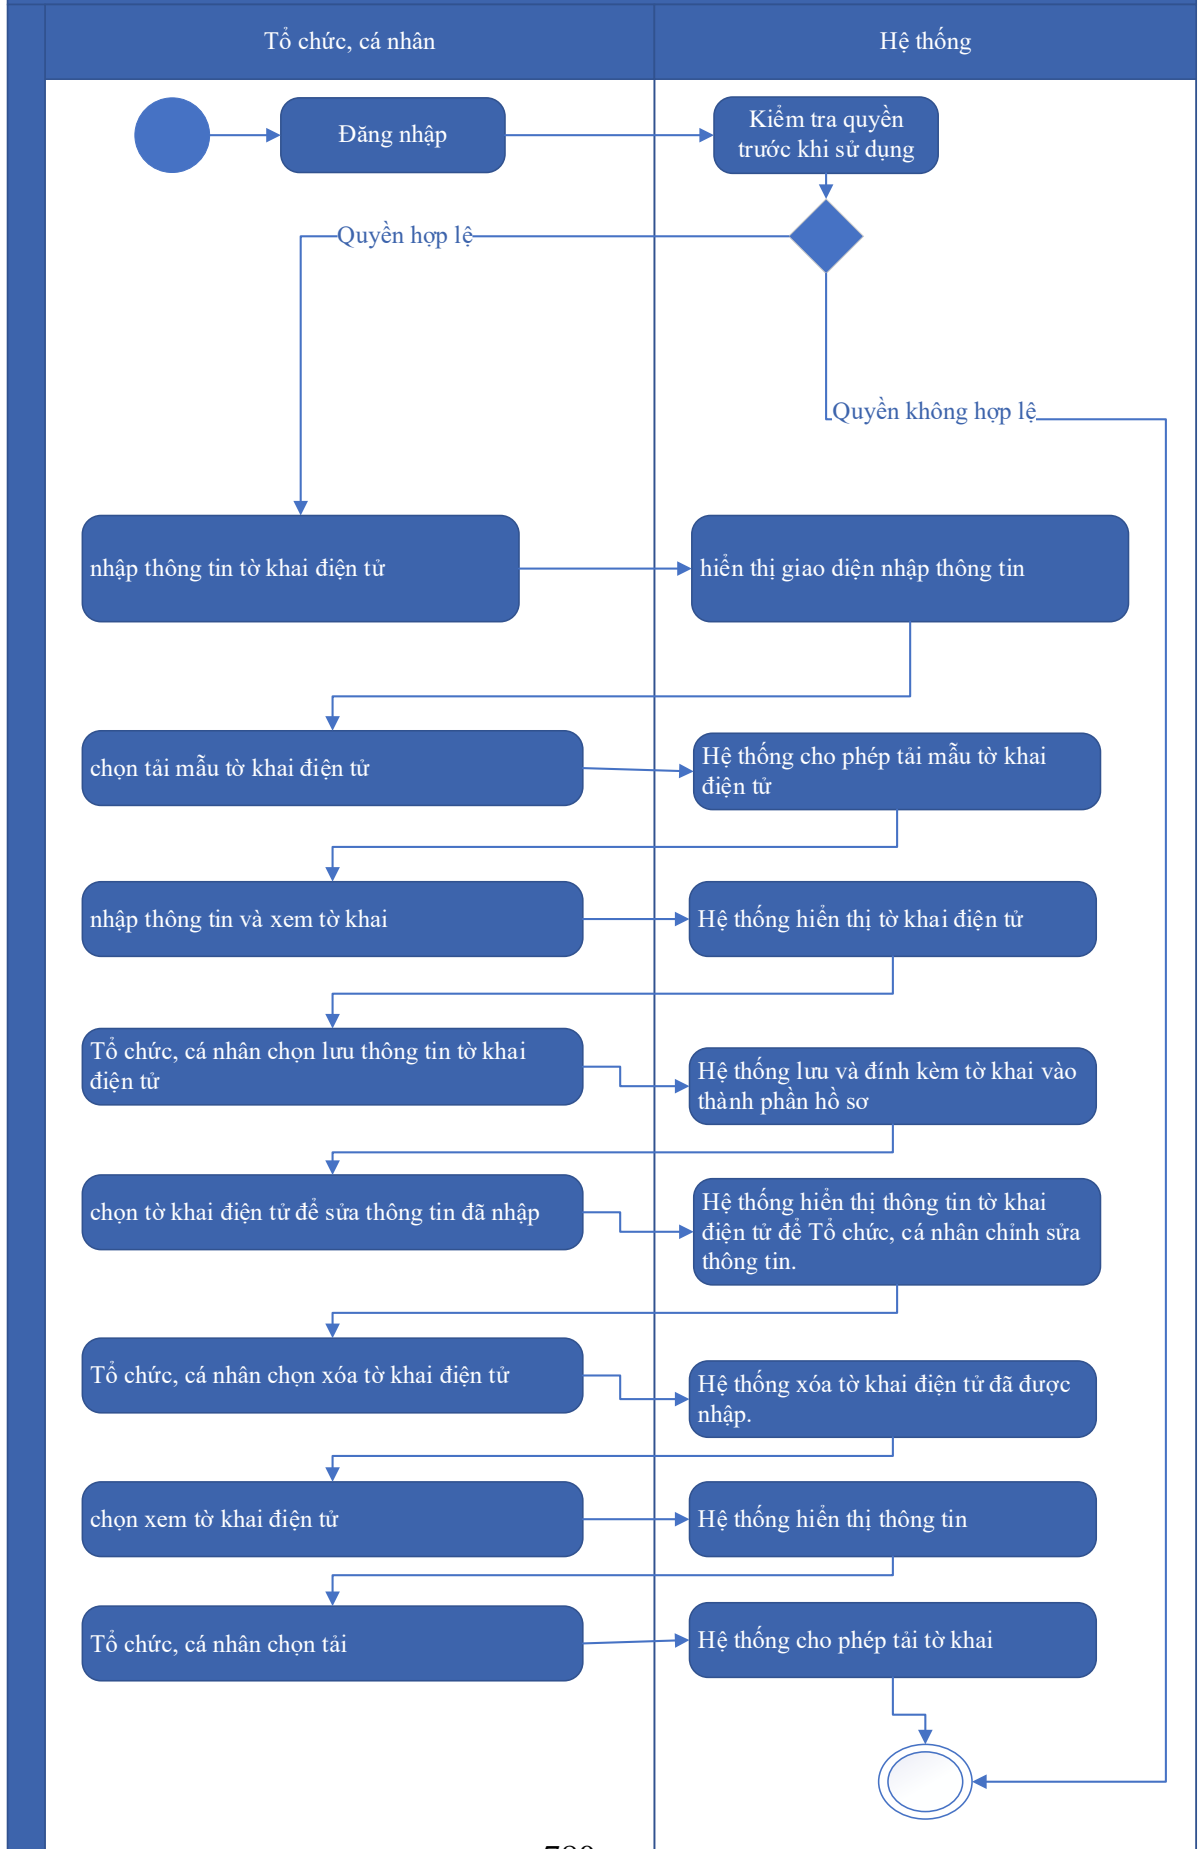 Tổ chức, cá nhân
Hệ thống
Đăng nhập
Kiểm tra quyền
trước khi sử dụng
Quyền hợp lệ
Quyền không hợp lệ
nhập thông tin tờ khai điện tử
hiển thị giao diện nhập thông tin
chọn tải mẫu tờ khai điện tử
Hệ thống cho phép tải mẫu tờ khai
điện tử
nhập thông tin và xem tờ khai
Hệ thống hiển thị tờ khai điện tử
Tổ chức, cá nhân chọn lưu thông tin tờ khai
điện tử
Hệ thống lưu và đính kèm tờ khai vào
thành phần hồ sơ
chọn tờ khai điện tử để sửa thông tin đã nhập
Hệ thống hiển thị thông tin tờ khai
điện tử để Tổ chức, cá nhân chỉnh sửa
thông tin.
Tổ chức, cá nhân chọn xóa tờ khai điện tử
Hệ thống xóa tờ khai điện tử đã được
nhập.
chọn xem tờ khai điện tử
Hệ thống hiển thị thông tin
Tổ chức, cá nhân chọn tải
Hệ thống cho phép tải tờ khai